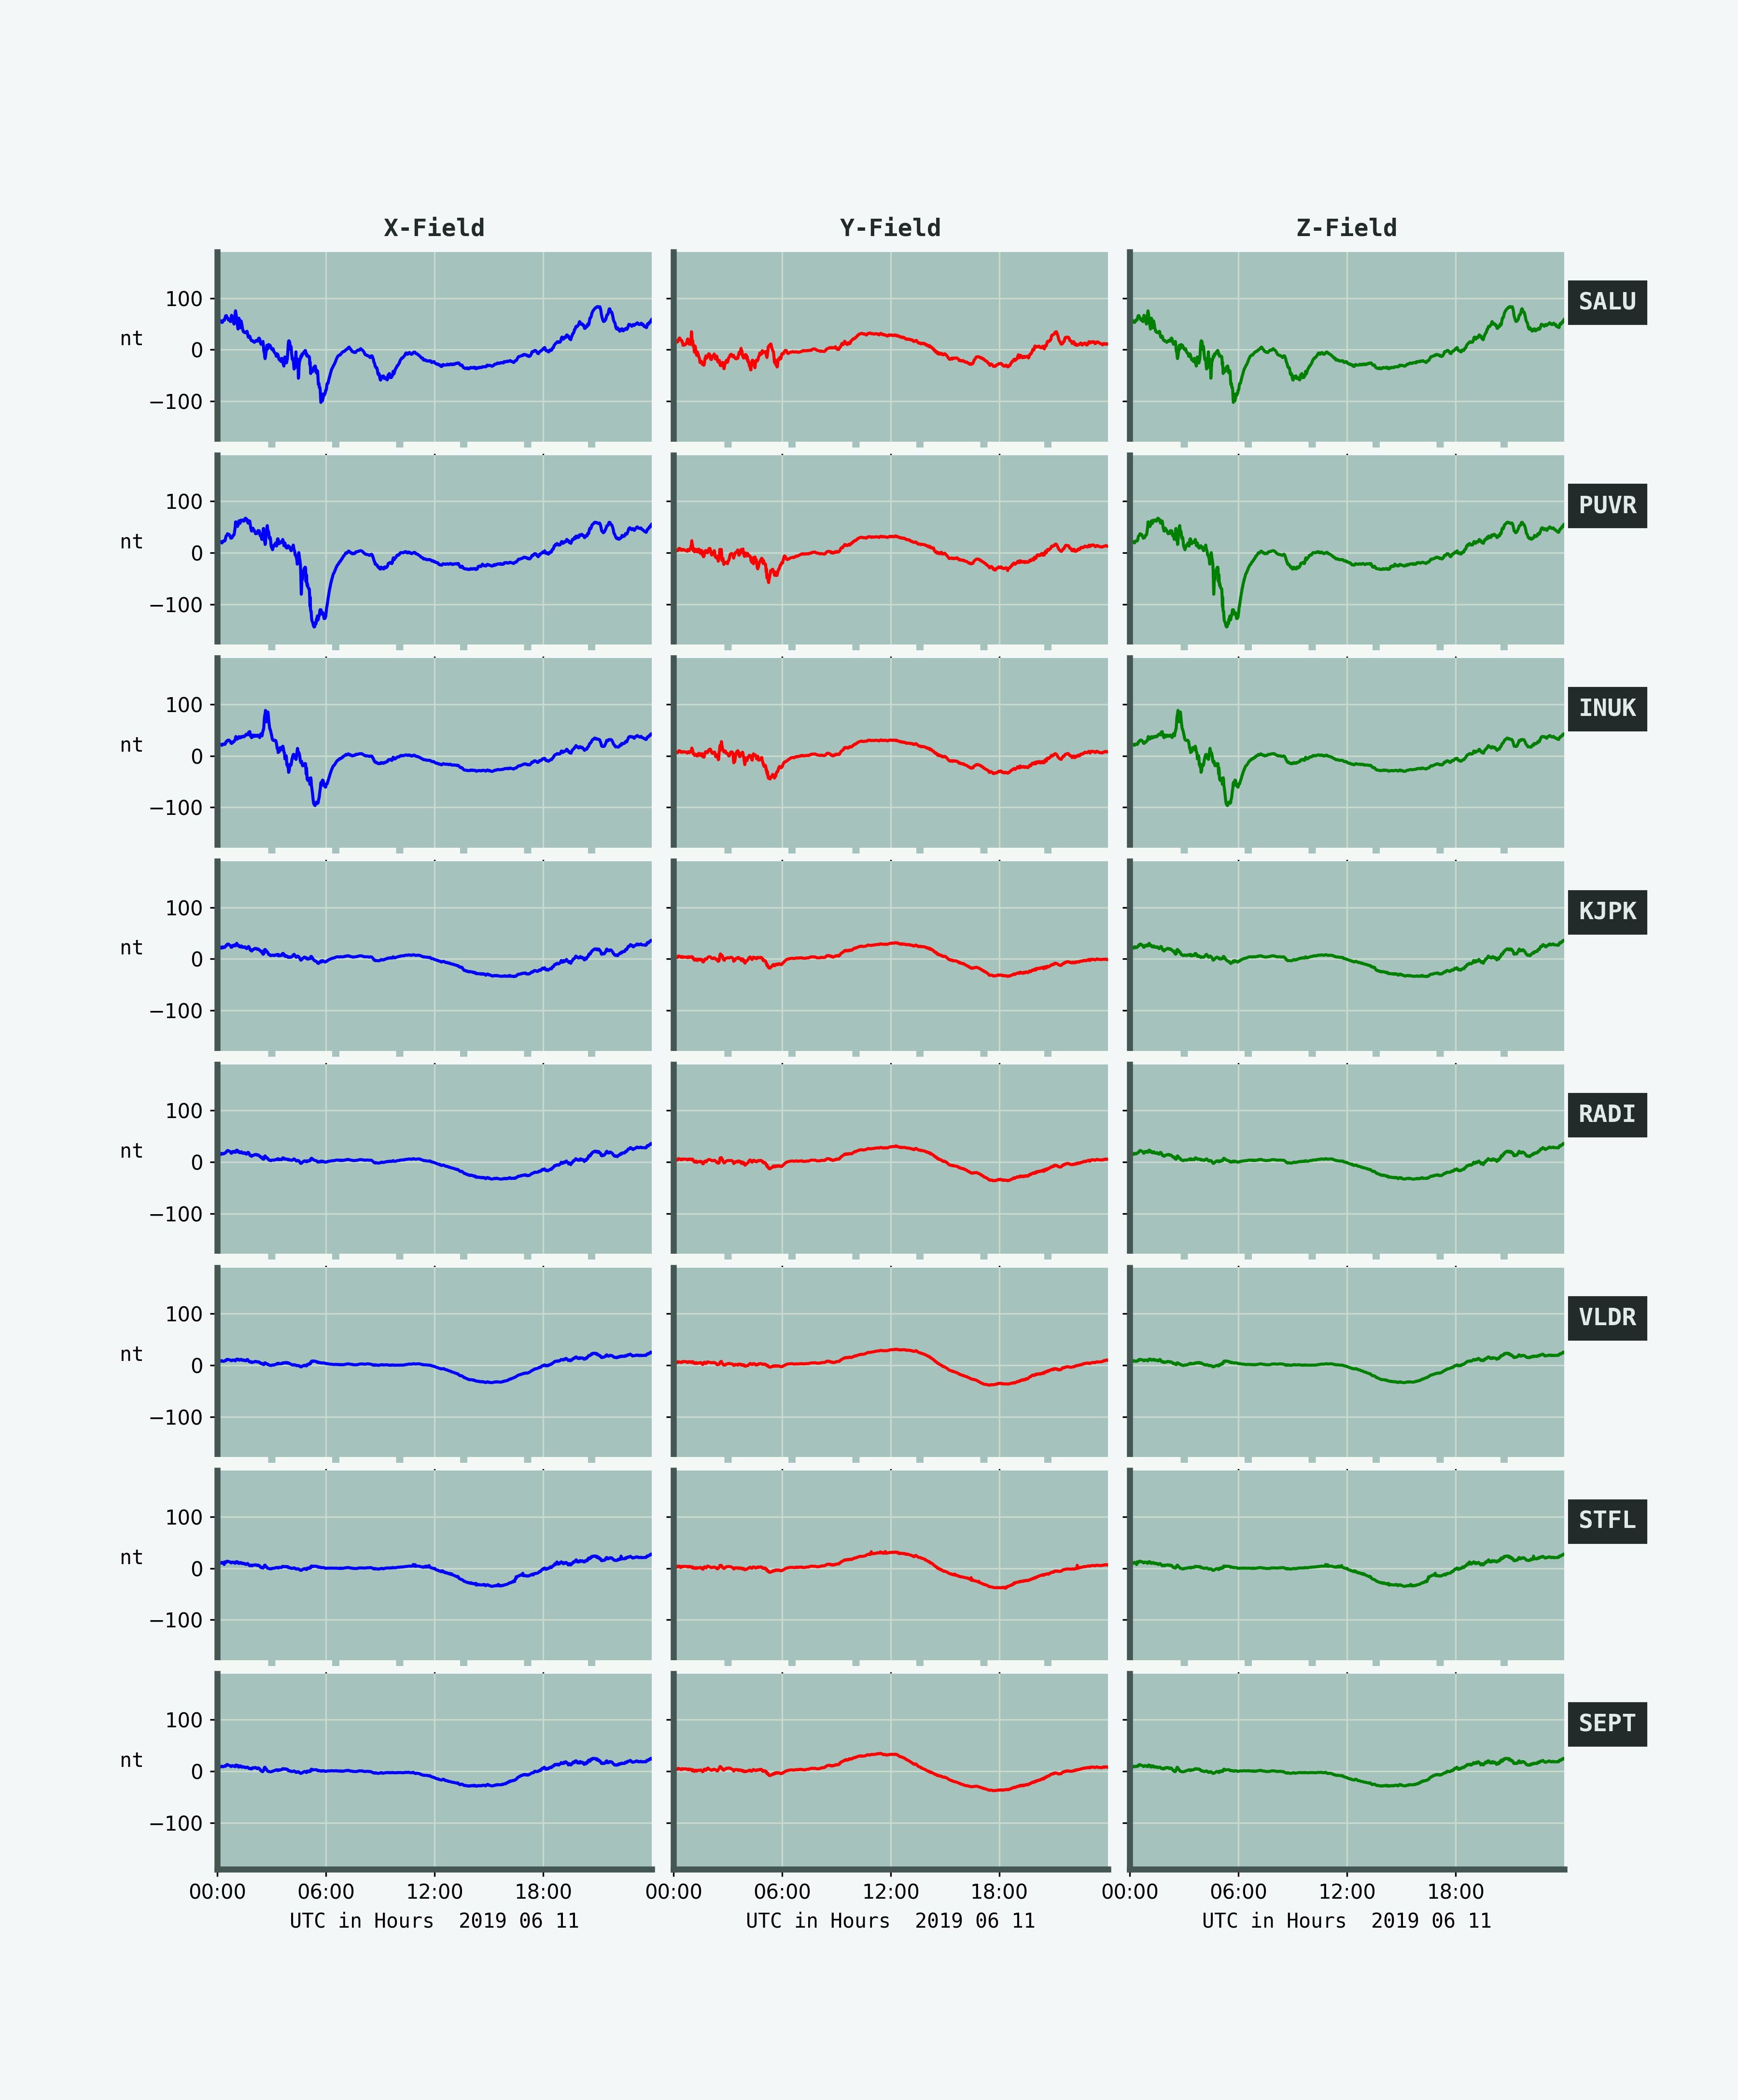 X-Field Y-Field Z-Field
100
nt
0
−100
SALU
100
nt
0
−100
PUVR
100
nt
0
−100
INUK
100
nt
0
−100
KJPK
100
nt
0
−100
RADI
100
nt
0
−100
VLDR
100
nt
0
−100
STFL
100
nt
0
−100
SEPT
00:00 06:00 12:00 18:00 00:00 06:00 12:00 18:00 00:00 06:00 12:00 18:00
UTC in Hours 2019 06 11 UTC in Hours 2019 06 11 UTC in Hours 2019 06 11